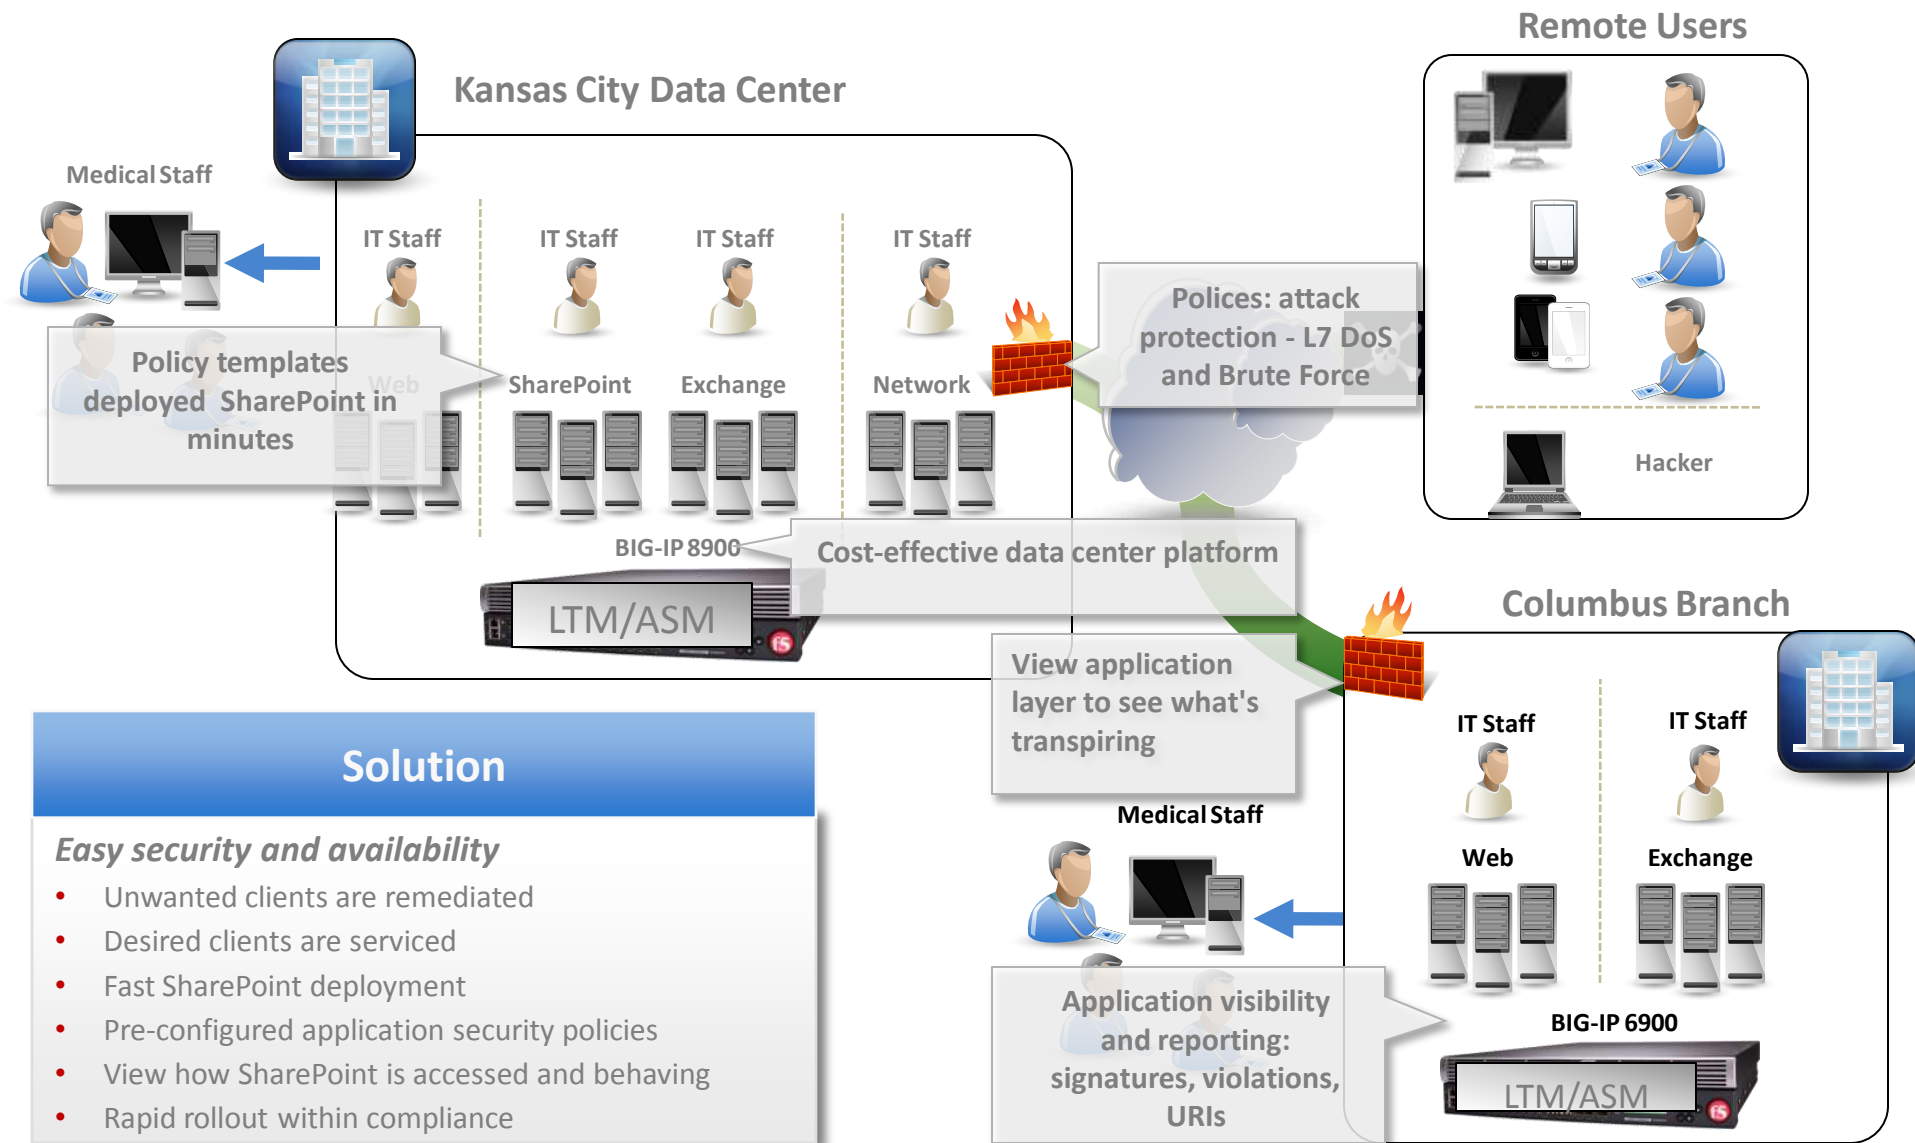 Remote Users
Kansas City Data Center
Medical Staff
IT Staff
IT Staff
IT Staff
IT Staff
Polices: attack
protection - L7 DoS
and Brute Force
Policy templates
deployed  SharePoint in
minutes
Web
SharePoint
Exchange
Network
Hacker
BIG-IP 8900
Cost-effective data center platform
LTM/ASM
f5
Columbus Branch
View application
layer to see what's
transpiring
IT Staff
IT Staff
Solution
Medical Staff
Easy security and availability
• Unwanted clients are remediated
• Desired clients are serviced
• Fast SharePoint deployment
• Pre-configured application security policies
• View how SharePoint is accessed and behaving
• Rapid rollout within compliance
Web
Exchange
Application visibility
and reporting:
signatures, violations,
URIs
BIG-IP 6900
LTM/ASM
f5